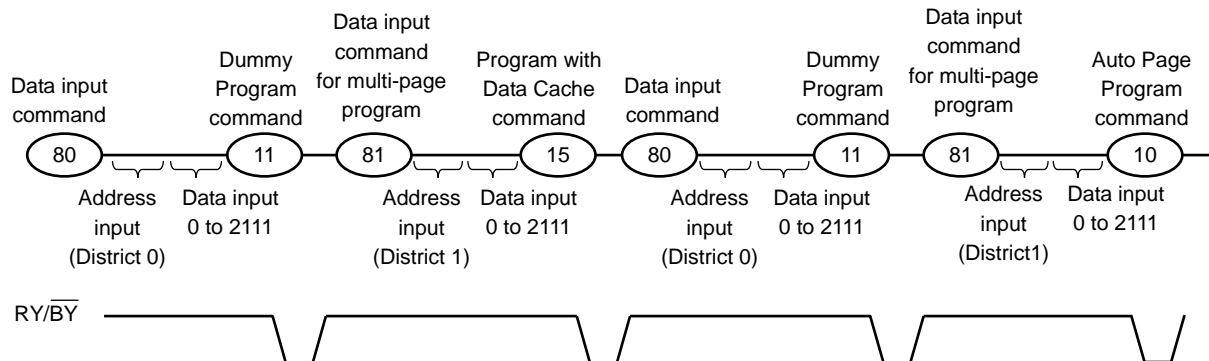 Data input
command
Dummy
Program
command
Data input
command
for multi-page
program
Program with
Data Cache
command
Data input
command
Dummy
Program
command
Data input
command
for multi-page
program
Auto Page
Program
command
80
11
81
15
80
11
81
10
Address
input
(District 0)
Data input
0 to 2111
Address
input
(District 1)
Data input
0 to 2111
Address
input
(District 0)
Data input
0 to 2111
Address
input
(District1)
Data input
0 to 2111
RY/BY